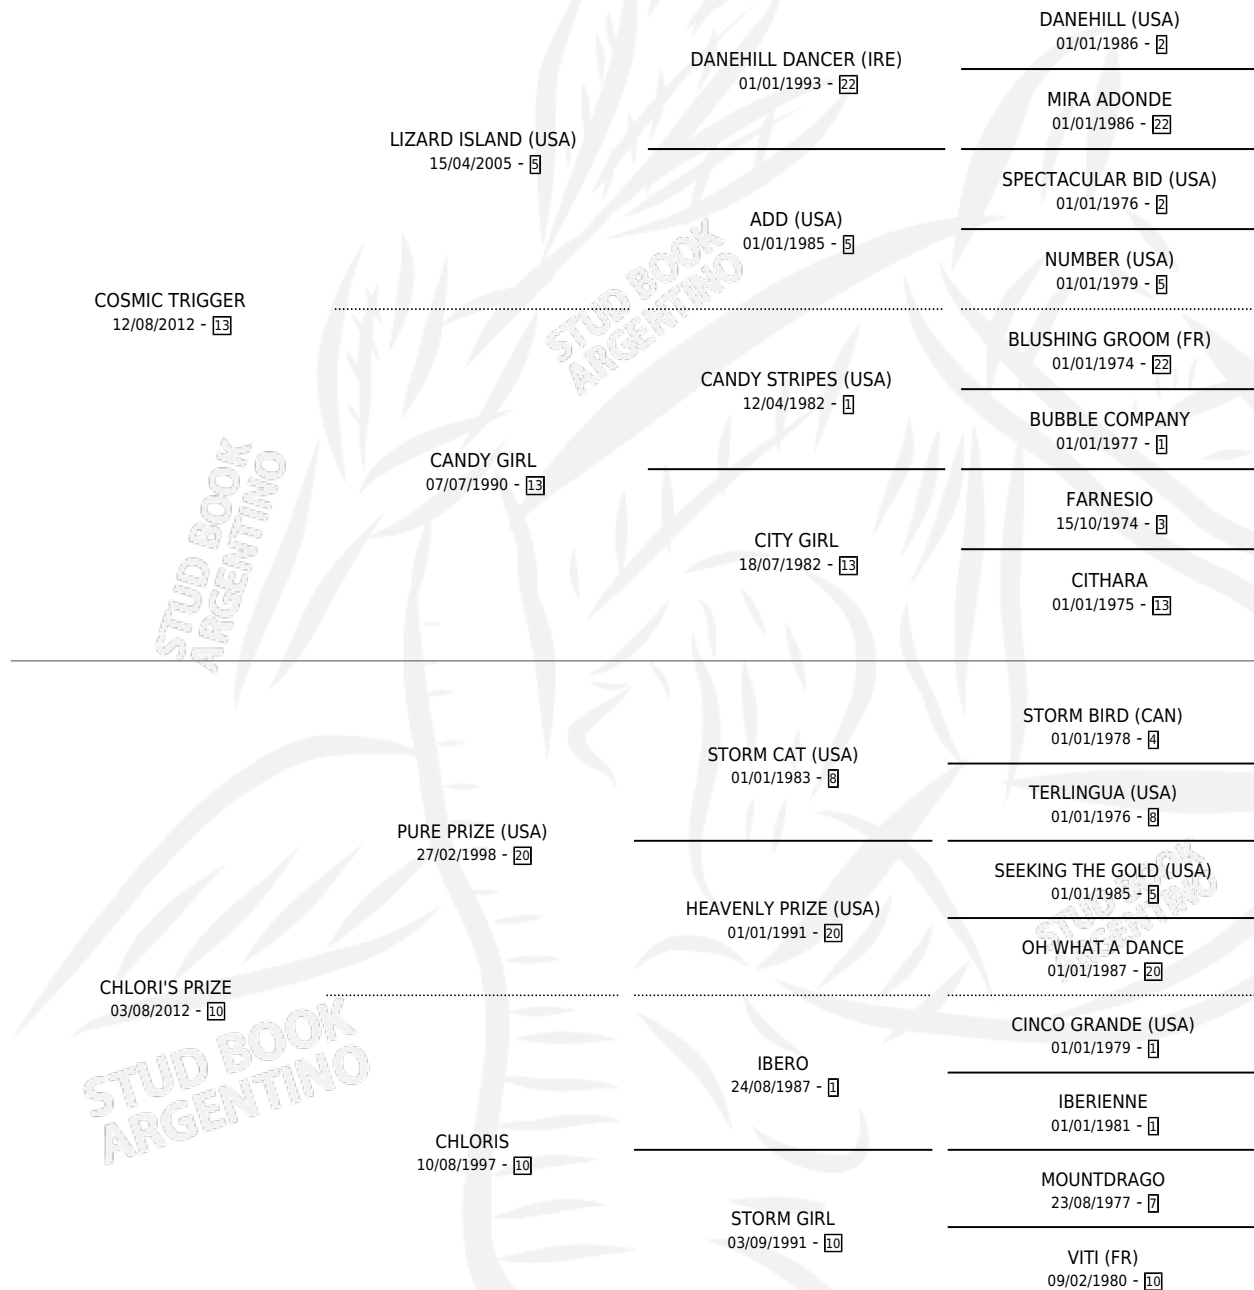 DANEHILL (USA)
01/01/1986 - 2
DANEHILL DANCER (IRE)
01/01/1993 - 22
MIRA ADONDE
01/01/1986 - 22
LIZARD ISLAND (USA)
15/04/2005 - 5
SPECTACULAR BID (USA)
01/01/1976 - 2
ADD (USA)
01/01/1985 - 5
NUMBER (USA)
01/01/1979 - 5
COSMIC TRIGGER
12/08/2012 - 13
BLUSHING GROOM (FR)
01/01/1974 - 22
CANDY STRIPES (USA)
12/04/1982 - 1
BUBBLE COMPANY
01/01/1977 - 1
CANDY GIRL
07/07/1990 - 13
FARNESIO
15/10/1974 - 3
CITY GIRL
18/07/1982 - 13
CITHARA
01/01/1975 - 13
STORM BIRD (CAN)
01/01/1978 - 4
STORM CAT (USA)
01/01/1983 - 8
TERLINGUA (USA)
01/01/1976 - 8
PURE PRIZE (USA)
27/02/1998 - 20
SEEKING THE GOLD (USA)
01/01/1985 - 5
HEAVENLY PRIZE (USA)
01/01/1991 - 20
OH WHAT A DANCE
01/01/1987 - 20
CHLORI'S PRIZE
03/08/2012 - 10
CINCO GRANDE (USA)
01/01/1979 - 1
IBERO
24/08/1987 - 1
IBERIENNE
01/01/1981 - 1
CHLORIS
10/08/1997 - 10
MOUNTDRAGO
23/08/1977 - 7
STORM GIRL
03/09/1991 - 10
VITI (FR)
09/02/1980 - 10
STUD BOOK
ARGENTINO
STUD BOOK
ARGENTINO
STUD BOOK
ARGENTINO
STUD BOOK
ARGENTINO